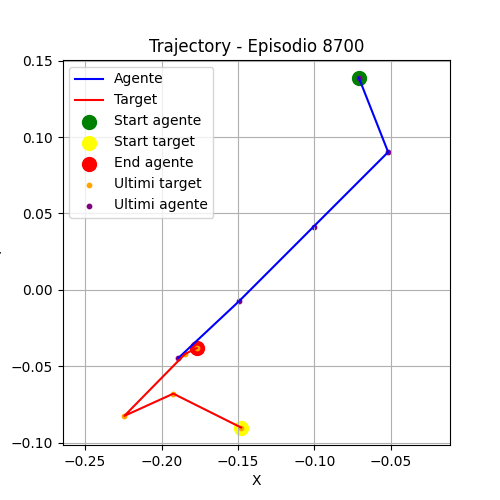 Trajectory - Episodio 8700
0.15
0.10
0.05
0.00
−0.05
−0.10
Agente
Target
Start agente
Start target
End agente
Ultimi target
Ultimi agente
−0.25
−0.20
−0.15
−0.10
−0.05
X